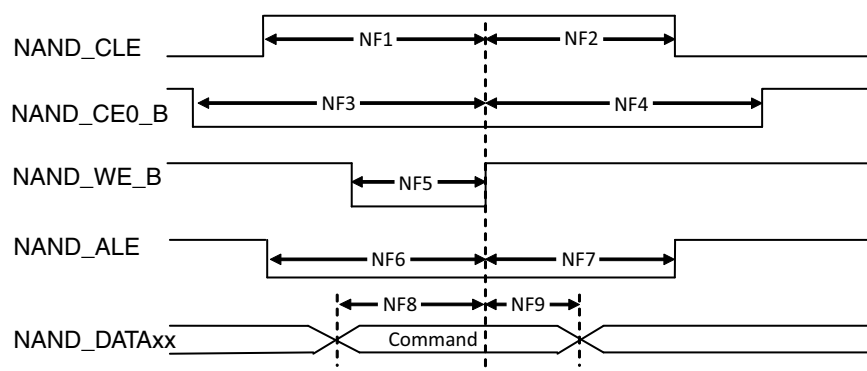 NAND_CLE
NF1
NF2
NAND_CE0_B
NF3
NF4
NAND_WE_B
NF5
NAND_ALE
NF6
NF7
NAND_DATAxx
NF8
NF9
Command